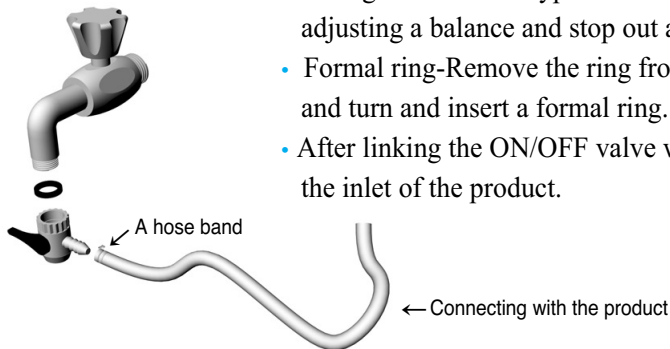 adjusting a balance and stop out a
• Formal ring-Remove the ring fro
and turn and insert a formal ring.
• After linking the ON/OFF valve w
the inlet of the product.
A hose band
←Connecting with the product